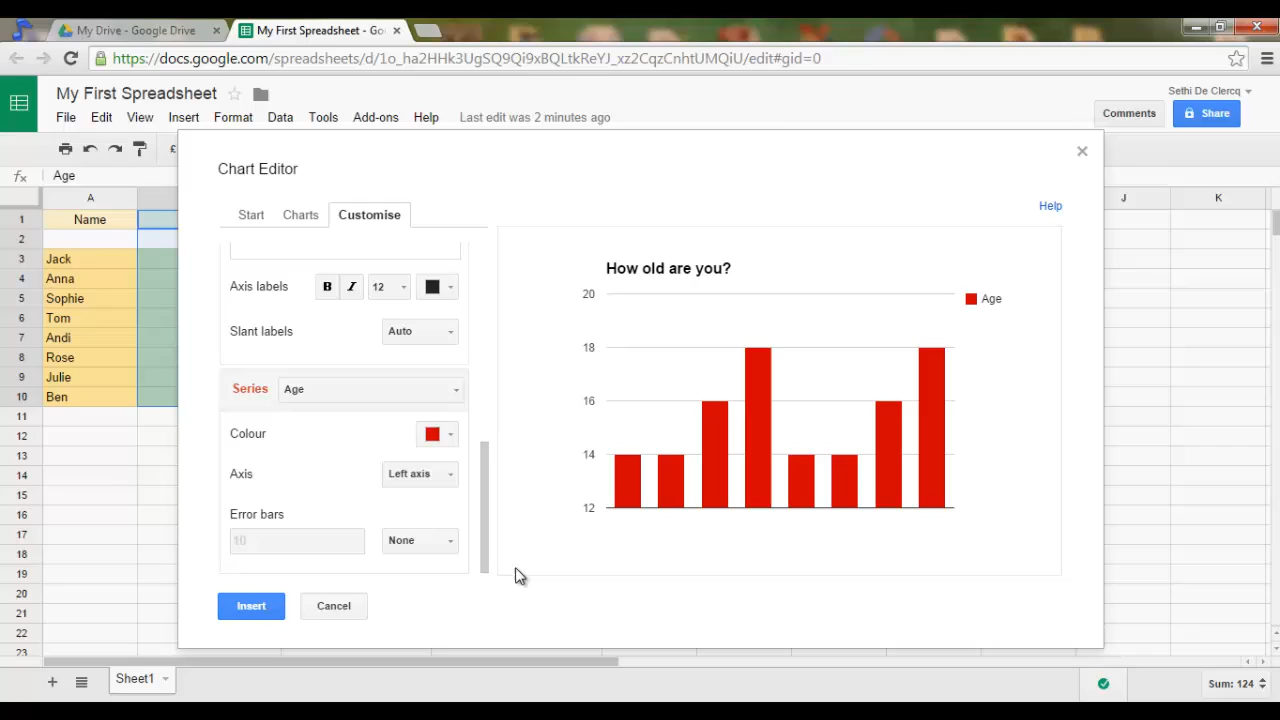 My Drive - Google Drive
My First Spreadsheet - Go
https://docs.google.com/spreadsheets/d/1o_ha2HHk3UgSQ9Qi9xBQLtkReYJ_xz2CqzCnhtUMQiU/edit#gid=0
My First Spreadsheet
Sethi De Clercq
File Edit View Insert Format Data Tools Add-ons Help Last edit was 2 minutes ago
Comments
Share
£
fx Age
A J K
1 Name
2
3 Jack
4 Anna
5 Sophie
6 Tom
7 Andi
8 Rose
9 Julie
10 Ben
11
12
13
14
15
16
17
18
19
20
21
22
23
Chart Editor
Start Charts Customise
Help
Axis labels B I 12
Slant labels Auto
Series Age
Colour
Axis Left axis
Error bars
10 None
Insert Cancel
How old are you?
20
18
16
14
12
Age
Sheet1
Sum: 124